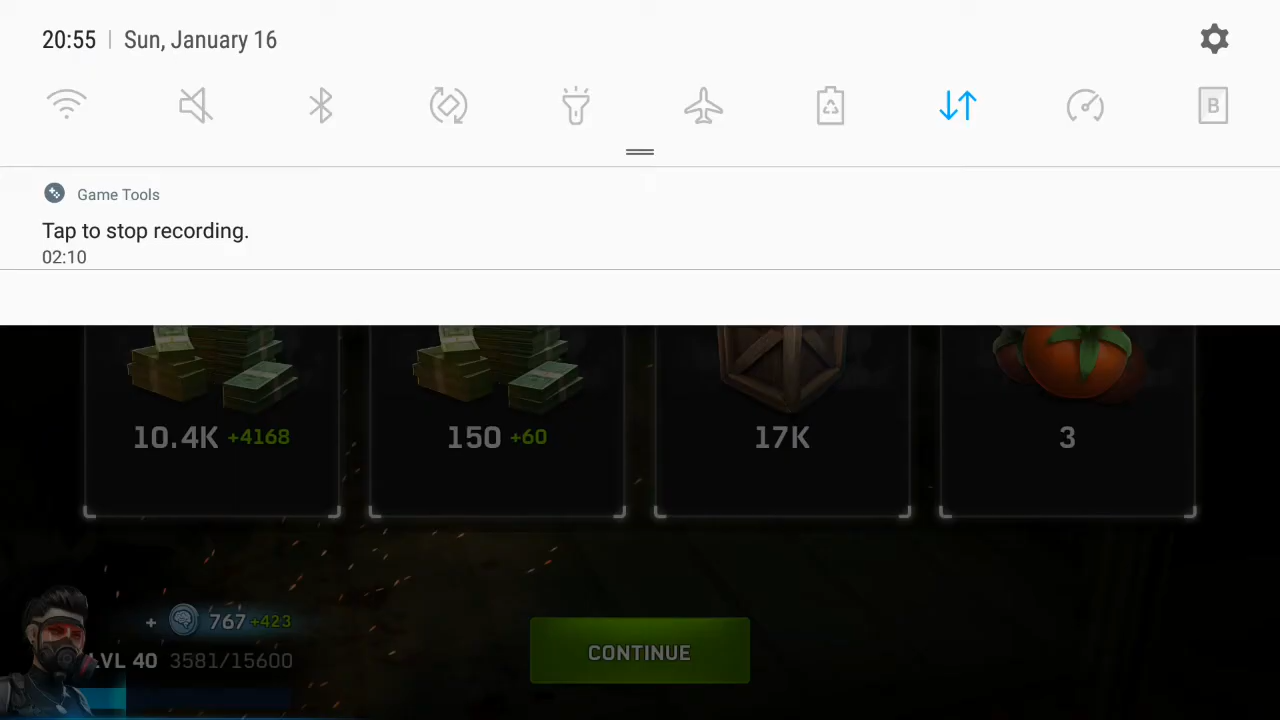 20:55 | Sun, January 16
B
Game Tools
Tap to stop recording.
02:10
10.4K +4168
150 +60
17K
3
+ 767 +423
LVL 40 3581/15600
CONTINUE